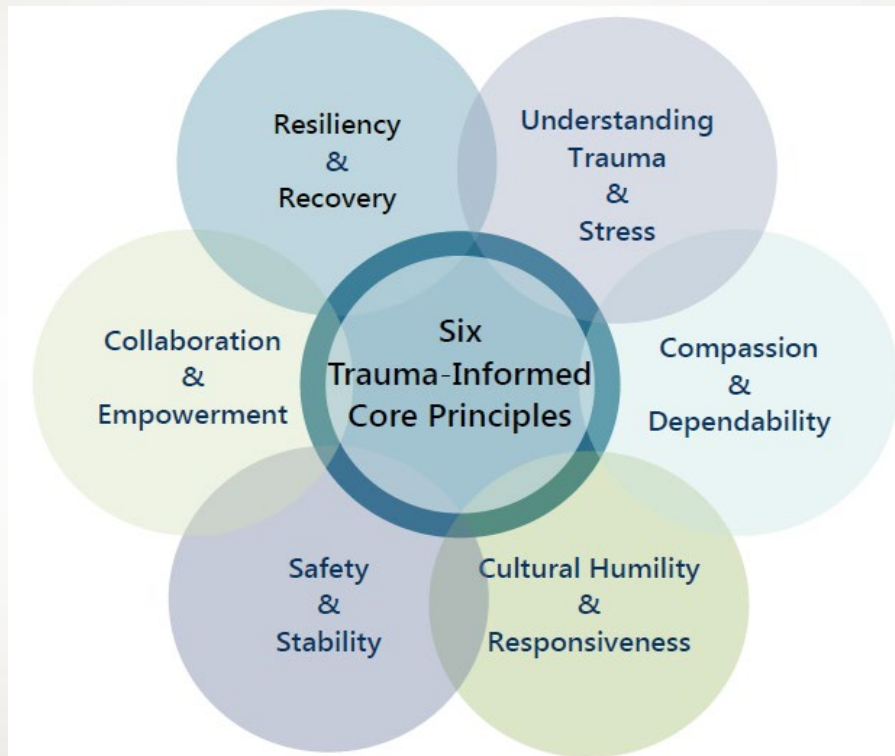 Resiliency
&
Recovery
Understanding
Trauma
&
Stress
Collaboration
&
Empowerment
Six
Trauma-Informed
Core Principles
Compassion
&
Dependability
Safety
&
Stability
Cultural Humility
&
Responsiveness